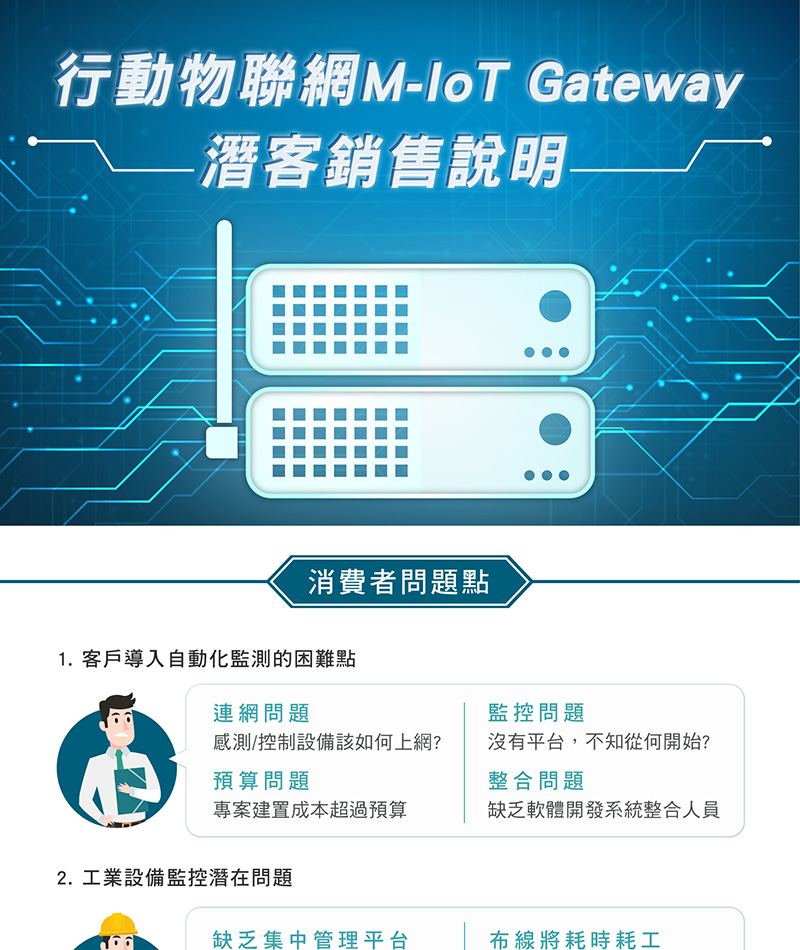 行動物聯網M-IoT Gateway
潛客銷售說明
消費者問題點
1. 客戶導入自動化監測的困難點
連網問題
感測/控制設備該如何上網?
監控問題
沒有平台，不知從何開始?
預算問題
專案建置成本超過預算
整合問題
缺乏軟體開發系統整合人員
2. 工業設備監控潛在問題
缺乏集中管理平台
布線將耗時耗工